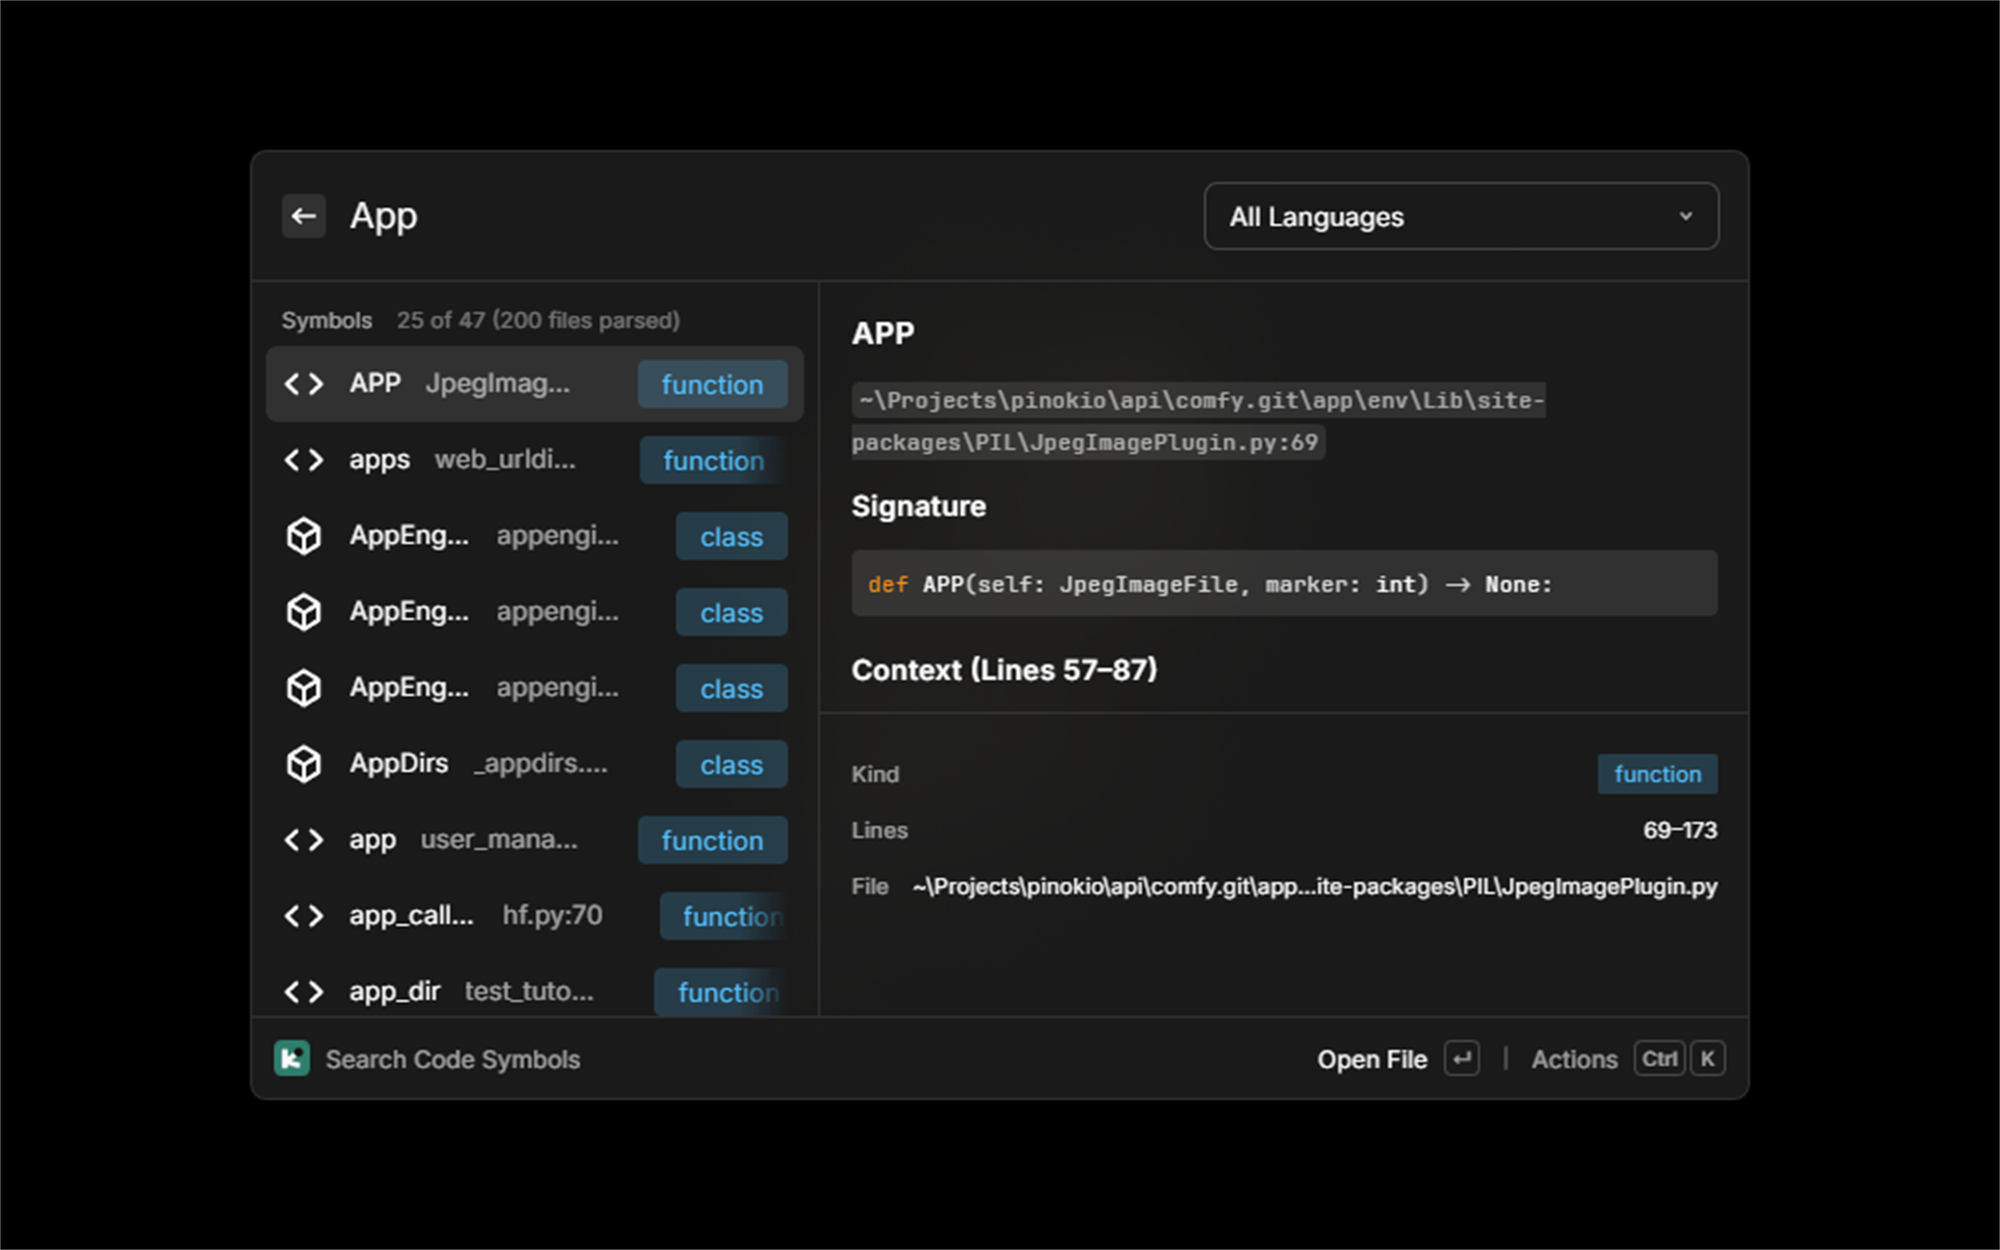 App
All Languages
Symbols 25 of 47 (200 files parsed)
APP JpegImag... function
apps web_urldi... function
AppEng... appengi... class
AppEng... appengi... class
AppEng... appengi... class
AppDirs _appdirs.... class
app user_mana... function
app_call... hf.py:70 function
app_dir test_tuto... function
APP
~\Projects\pinokio\api\comfy.git\app\env\Lib\site-
packages\PIL\JpegImagePlugin.py:69
Signature
def APP(self: JpegImageFile, marker: int) -> None:
Context (Lines 57–87)
Kind function
Lines 69–173
File ~\Projects\pinokio\api\comfy.git\app...ite-packages\PIL\JpegImagePlugin.py
Search Code Symbols
Open File ↵ | Actions Ctrl K